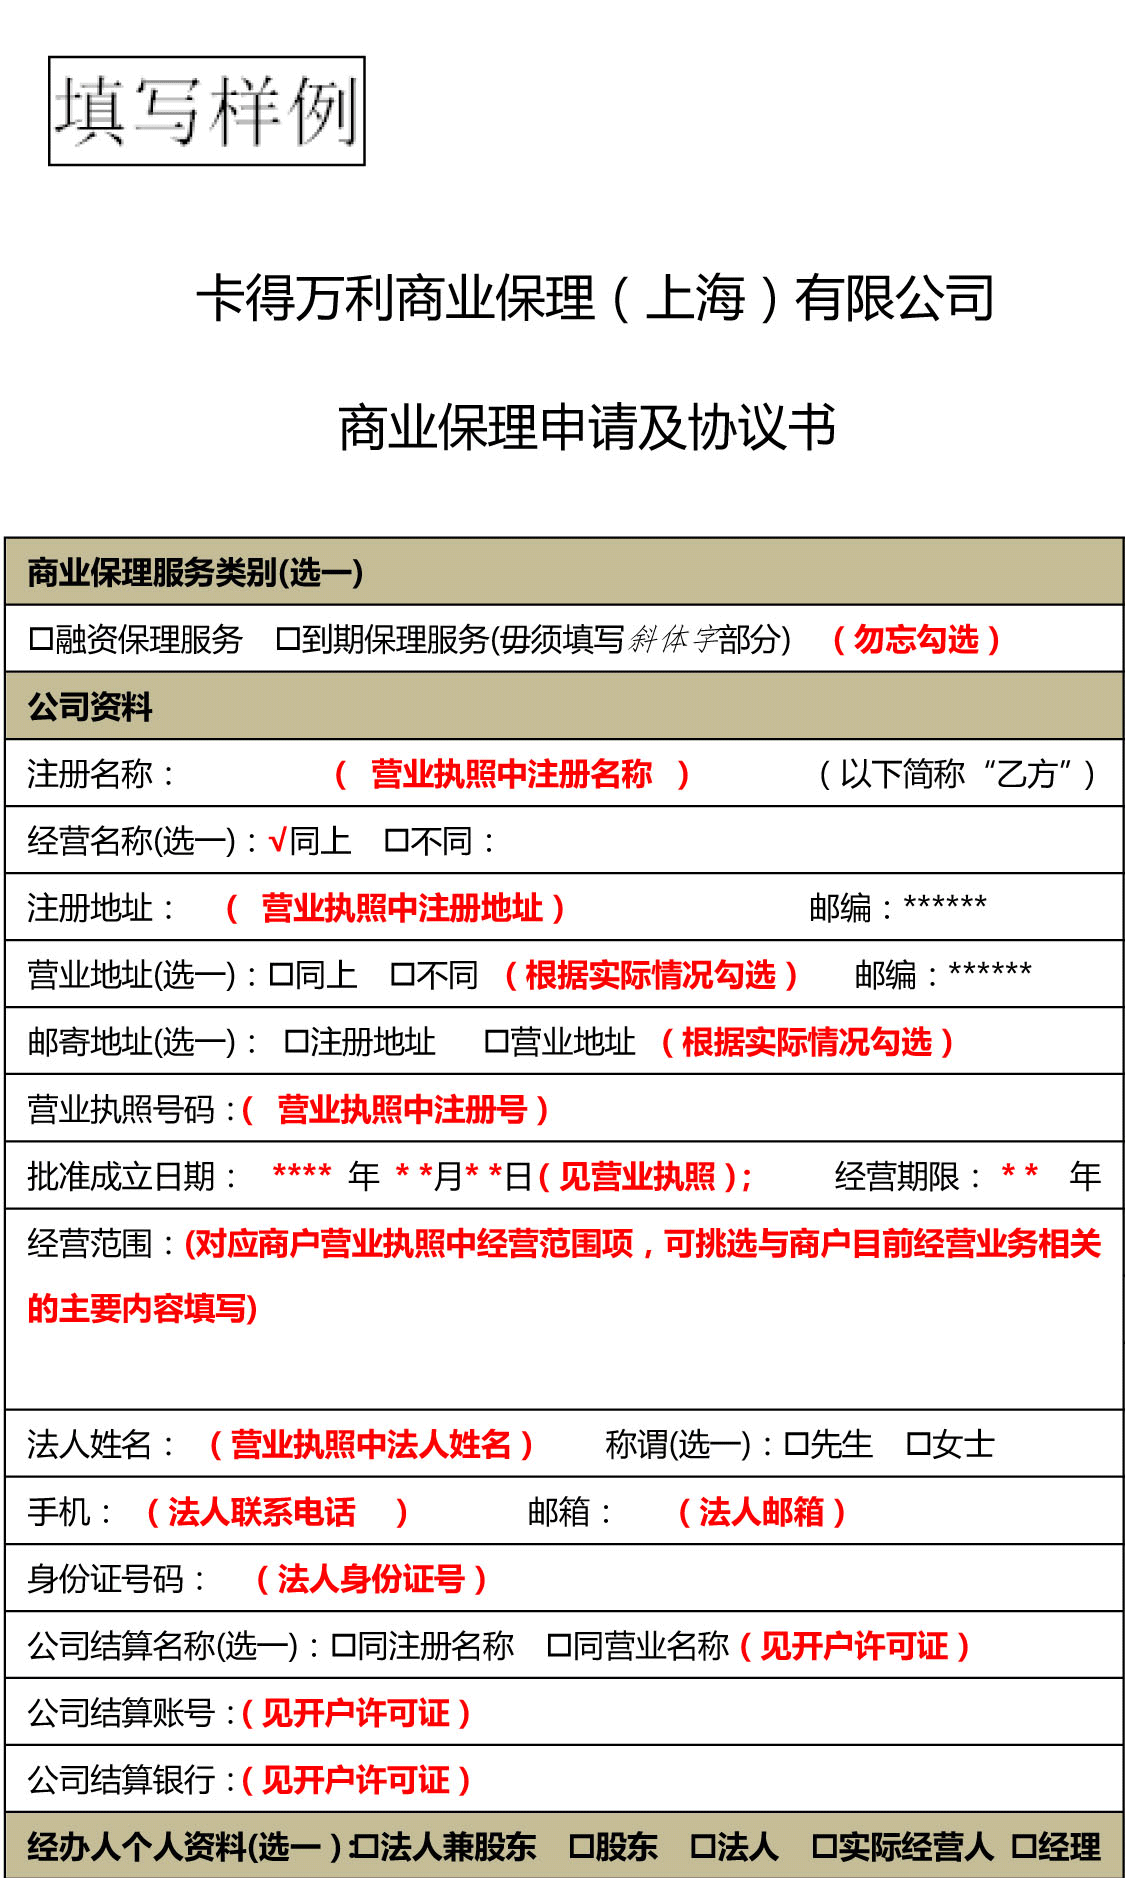 填写样例
卡得万利商业保理（上海）有限公司
商业保理申请及协议书
商业保理服务类别(选一)
□融资保理服务 □到期保理服务(毋须填写斜体字部分) （勿忘勾选）
公司资料
注册名称： （ 营业执照中注册名称 ） （以下简称“乙方”）
经营名称(选一)：√同上 □不同：
注册地址： （ 营业执照中注册地址） 邮编：******
营业地址(选一)：□同上 □不同 （根据实际情况勾选） 邮编：******
邮寄地址(选一)： □注册地址 □营业地址 （根据实际情况勾选）
营业执照号码：（ 营业执照中注册号）
批准成立日期： **** 年 * *月* *日（见营业执照）； 经营期限： * * 年
经营范围：(对应商户营业执照中经营范围项，可挑选与商户目前经营业务相关
的主要内容填写)
法人姓名： （营业执照中法人姓名） 称谓(选一)：□先生 □女士
手机： （法人联系电话 ） 邮箱： （法人邮箱）
身份证号码： （法人身份证号）
公司结算名称(选一)：□同注册名称 □同营业名称（见开户许可证）
公司结算账号：（见开户许可证）
公司结算银行：（见开户许可证）
经办人个人资料(选一）：□法人兼股东 □股东 □法人 □实际经营人 □经理